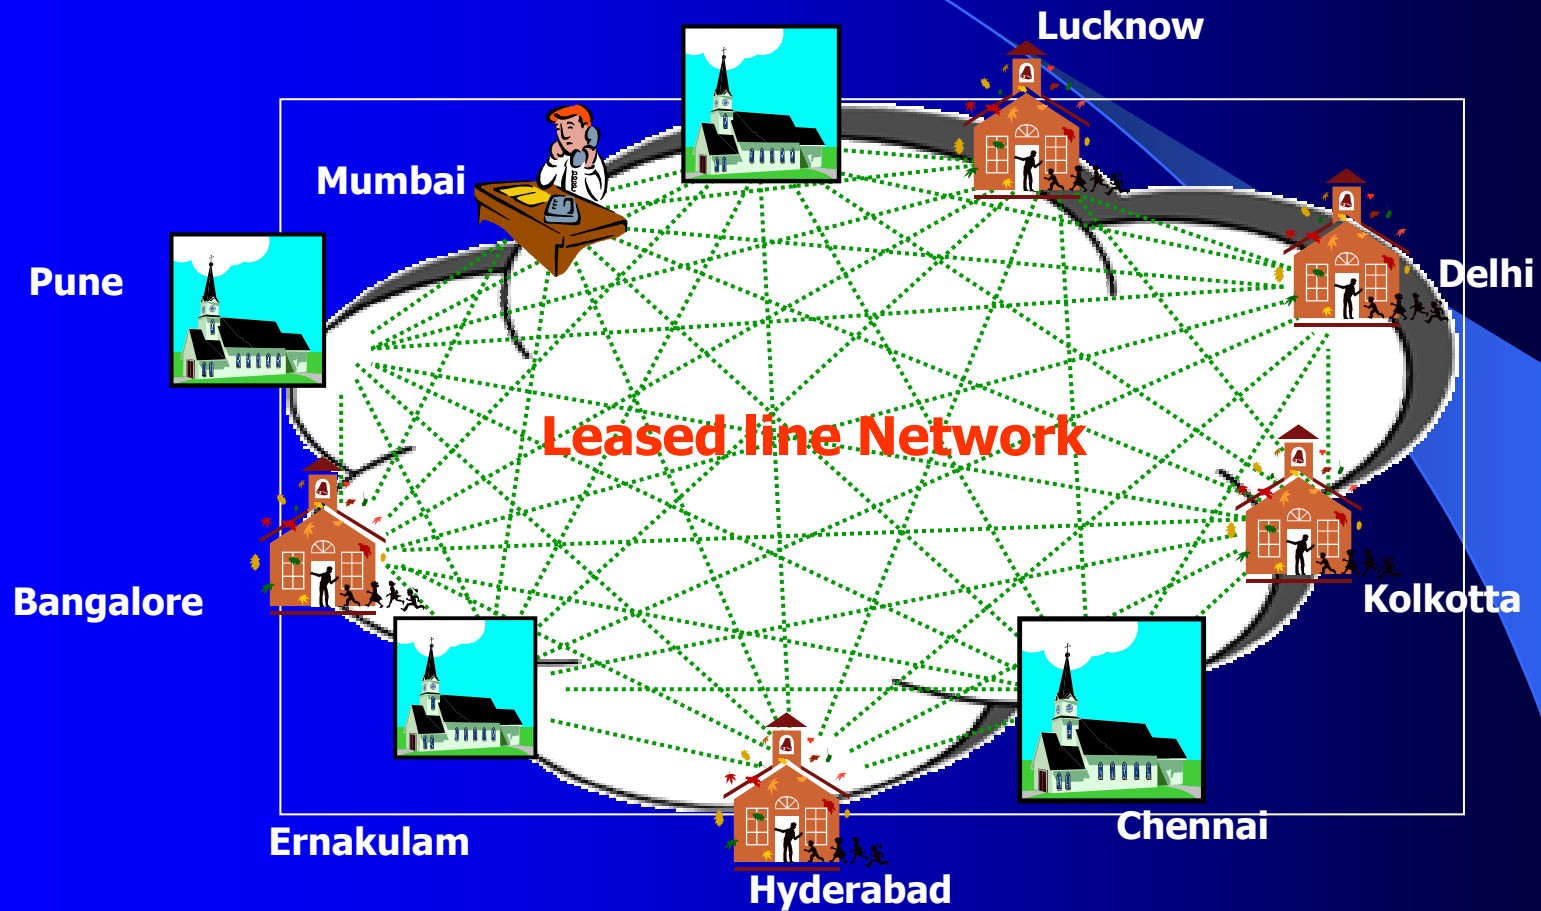 Lucknow
Mumbai
Pune
Delhi
Leased line Network
Bangalore
Kolkotta
Ernakulam
Chennai
Hyderabad